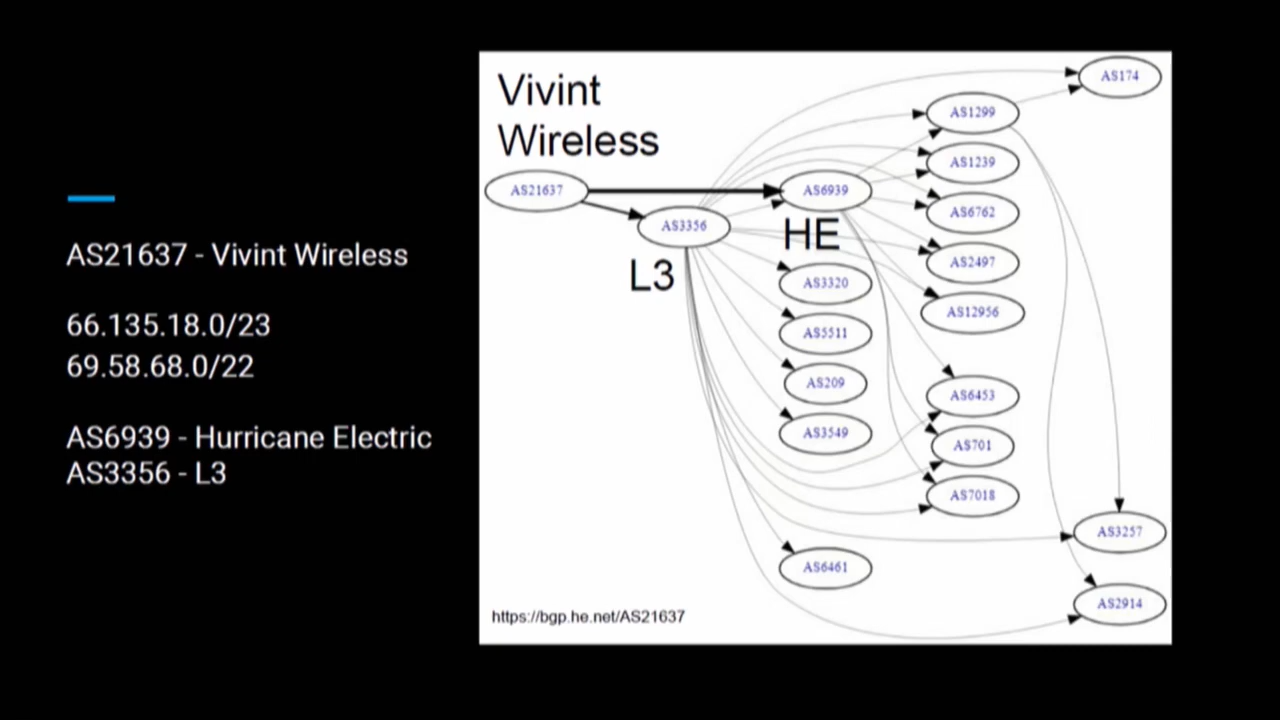 AS21637 - Vivint Wireless
66.135.18.0/23
69.58.68.0/22
AS6939 - Hurricane Electric
AS3356 - L3
Vivint
Wireless
AS21637
AS3356
L3
AS6939
HE
AS3320
AS5511
AS209
AS3549
AS6461
AS1299
AS1239
AS6762
AS2497
AS12956
AS6453
AS701
AS7018
AS174
AS3257
AS2914
https://bgp.he.net/AS21637